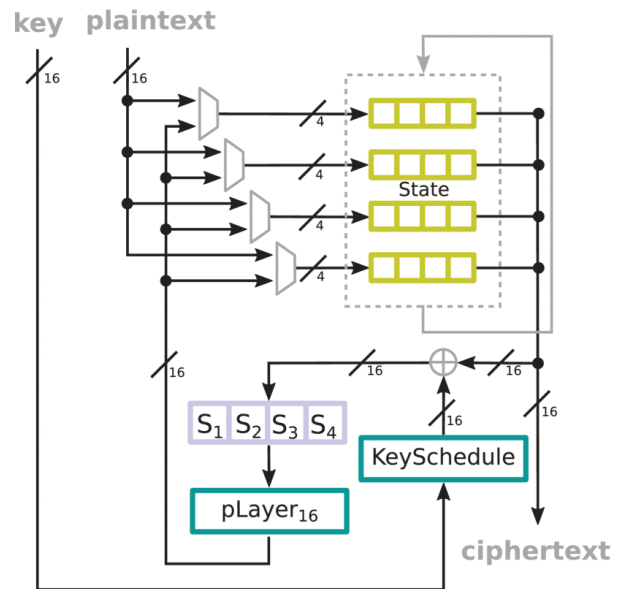 key plaintext
16 16
4
4
State
4
4
16 16 16
16 16
S1 S2 S3 S4
KeySchedule
pLayer16
ciphertext